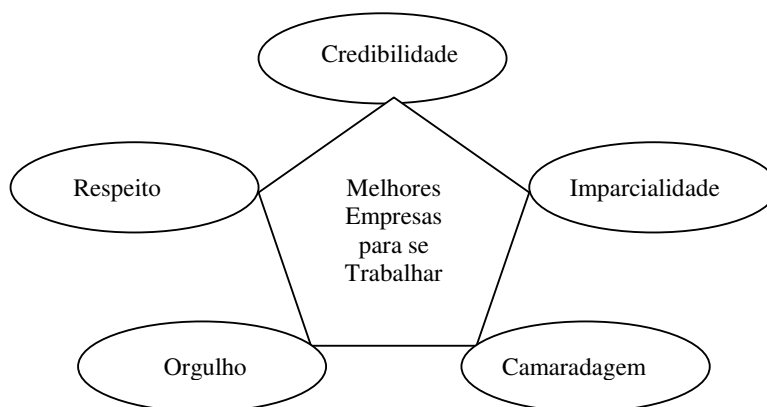 Credibilidade
Respeito
Melhores
Empresas
para se
Trabalhar
Imparcialidade
Orgulho
Camaradagem